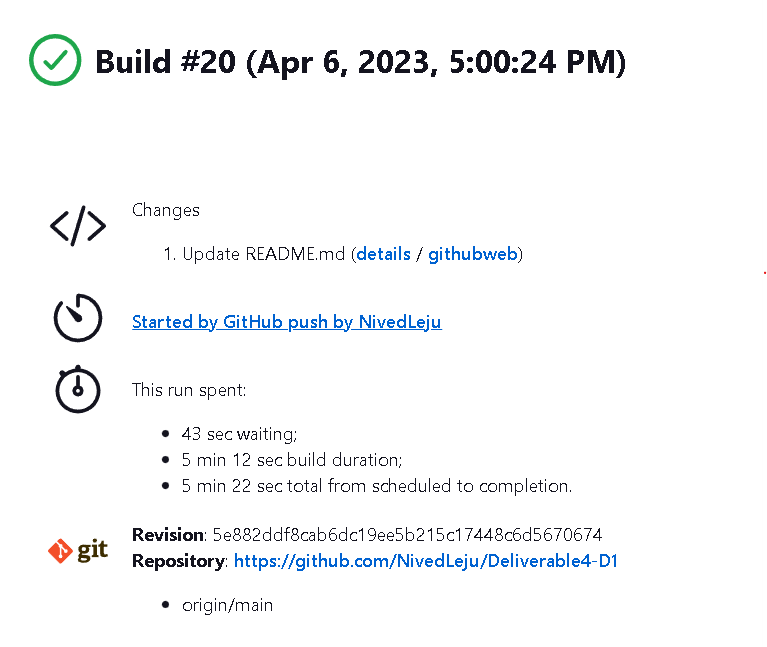 Build #20 (Apr 6, 2023, 5:00:24 PM)
Changes
1. Update README.md (details / githubweb)
Started by GitHub push by NivedLeju
This run spent:
• 43 sec waiting;
• 5 min 12 sec build duration;
• 5 min 22 sec total from scheduled to completion.
git
Revision: 5e882ddf8cab6dc19ee5b215c17448c6d5670674
Repository: https://github.com/NivedLeju/Deliverable4-D1
• origin/main